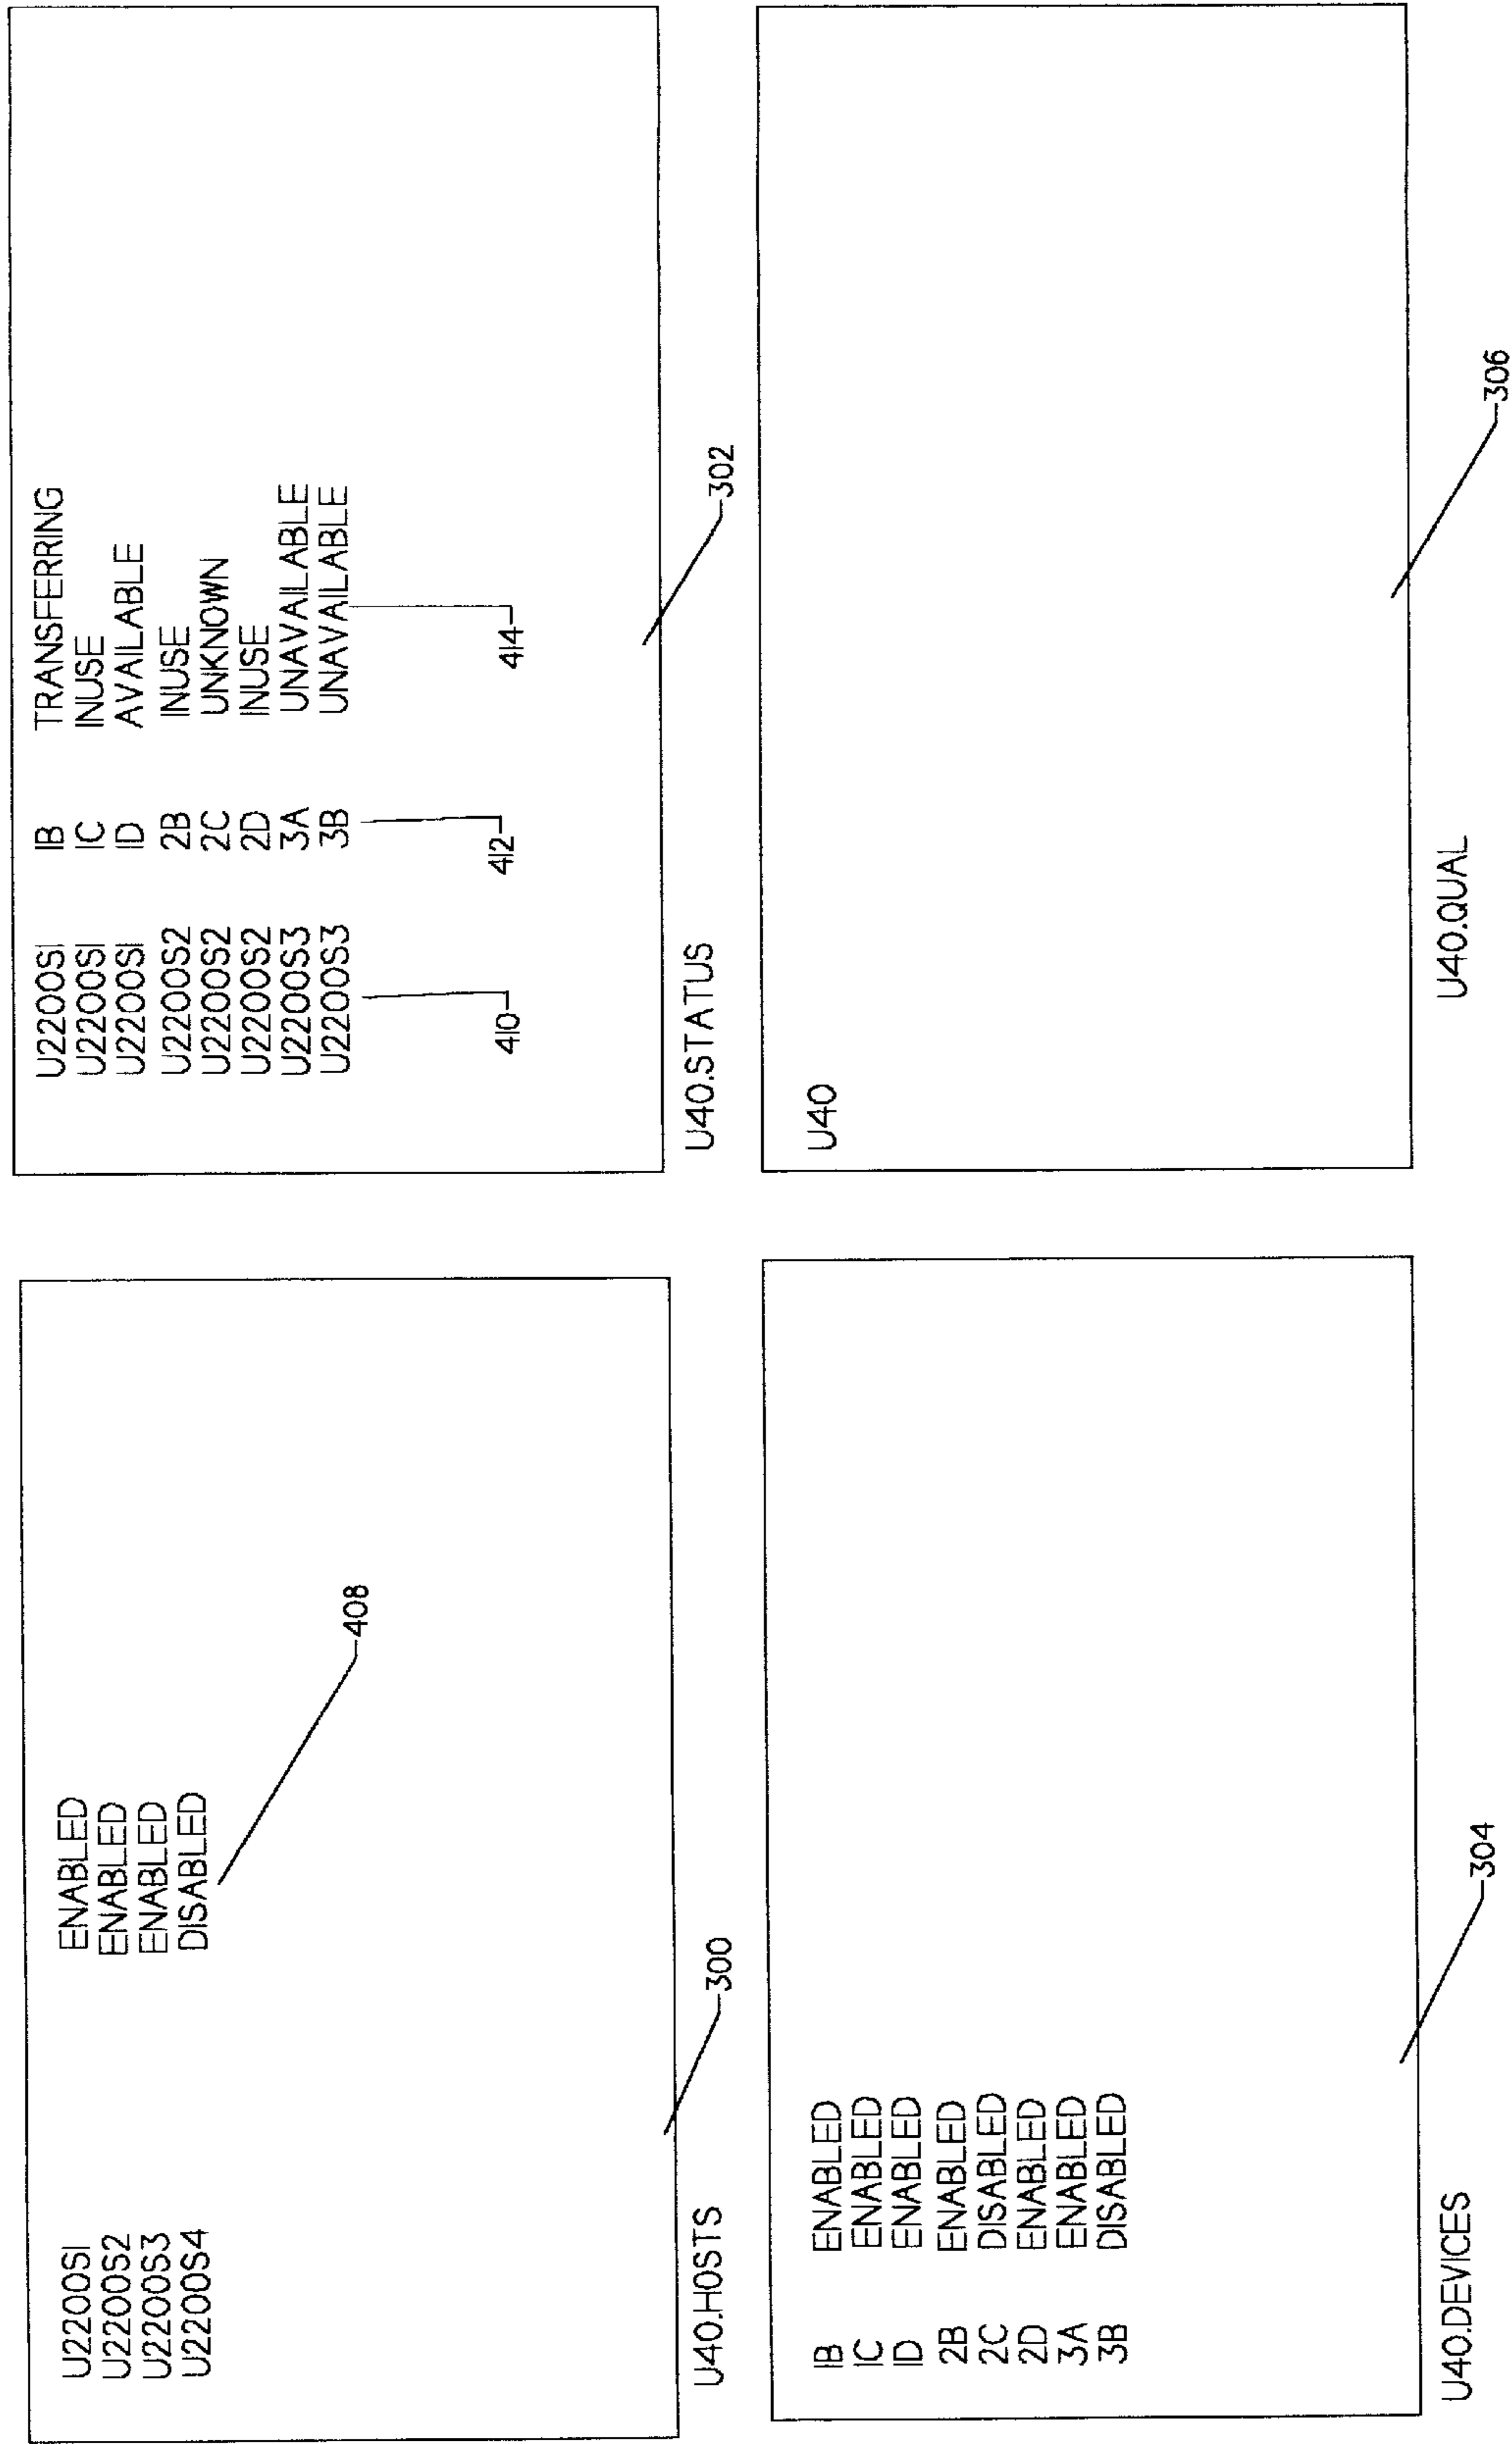 U2200S1 ENABLED
U2200S2 ENABLED
U2200S3 ENABLED
U2200S4 DISABLED
408
U40.HOSTS
300
U2200S1 1B TRANSFERRING
U2200S1 1C INUSE
U2200S1 1D AVAILABLE
U2200S2 2B INUSE
U2200S2 2C UNKNOWN
U2200S2 2D INUSE
U2200S3 3A UNAVAILABLE
U2200S3 3B UNAVAILABLE
410 412 414
U40.STATUS
302
1B ENABLED
1C ENABLED
1D ENABLED
2B ENABLED
2C DISABLED
2D ENABLED
3A ENABLED
3B DISABLED
U40.DEVICES
304
U40
U40.QUAL
306